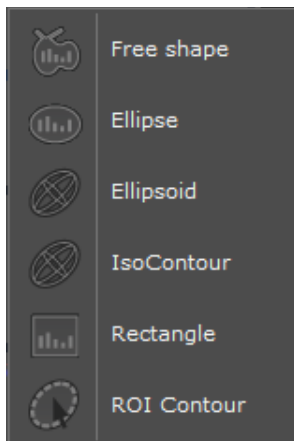 Free shape
Ellipse
Ellipsoid
IsoContour
Rectangle
ROI Contour